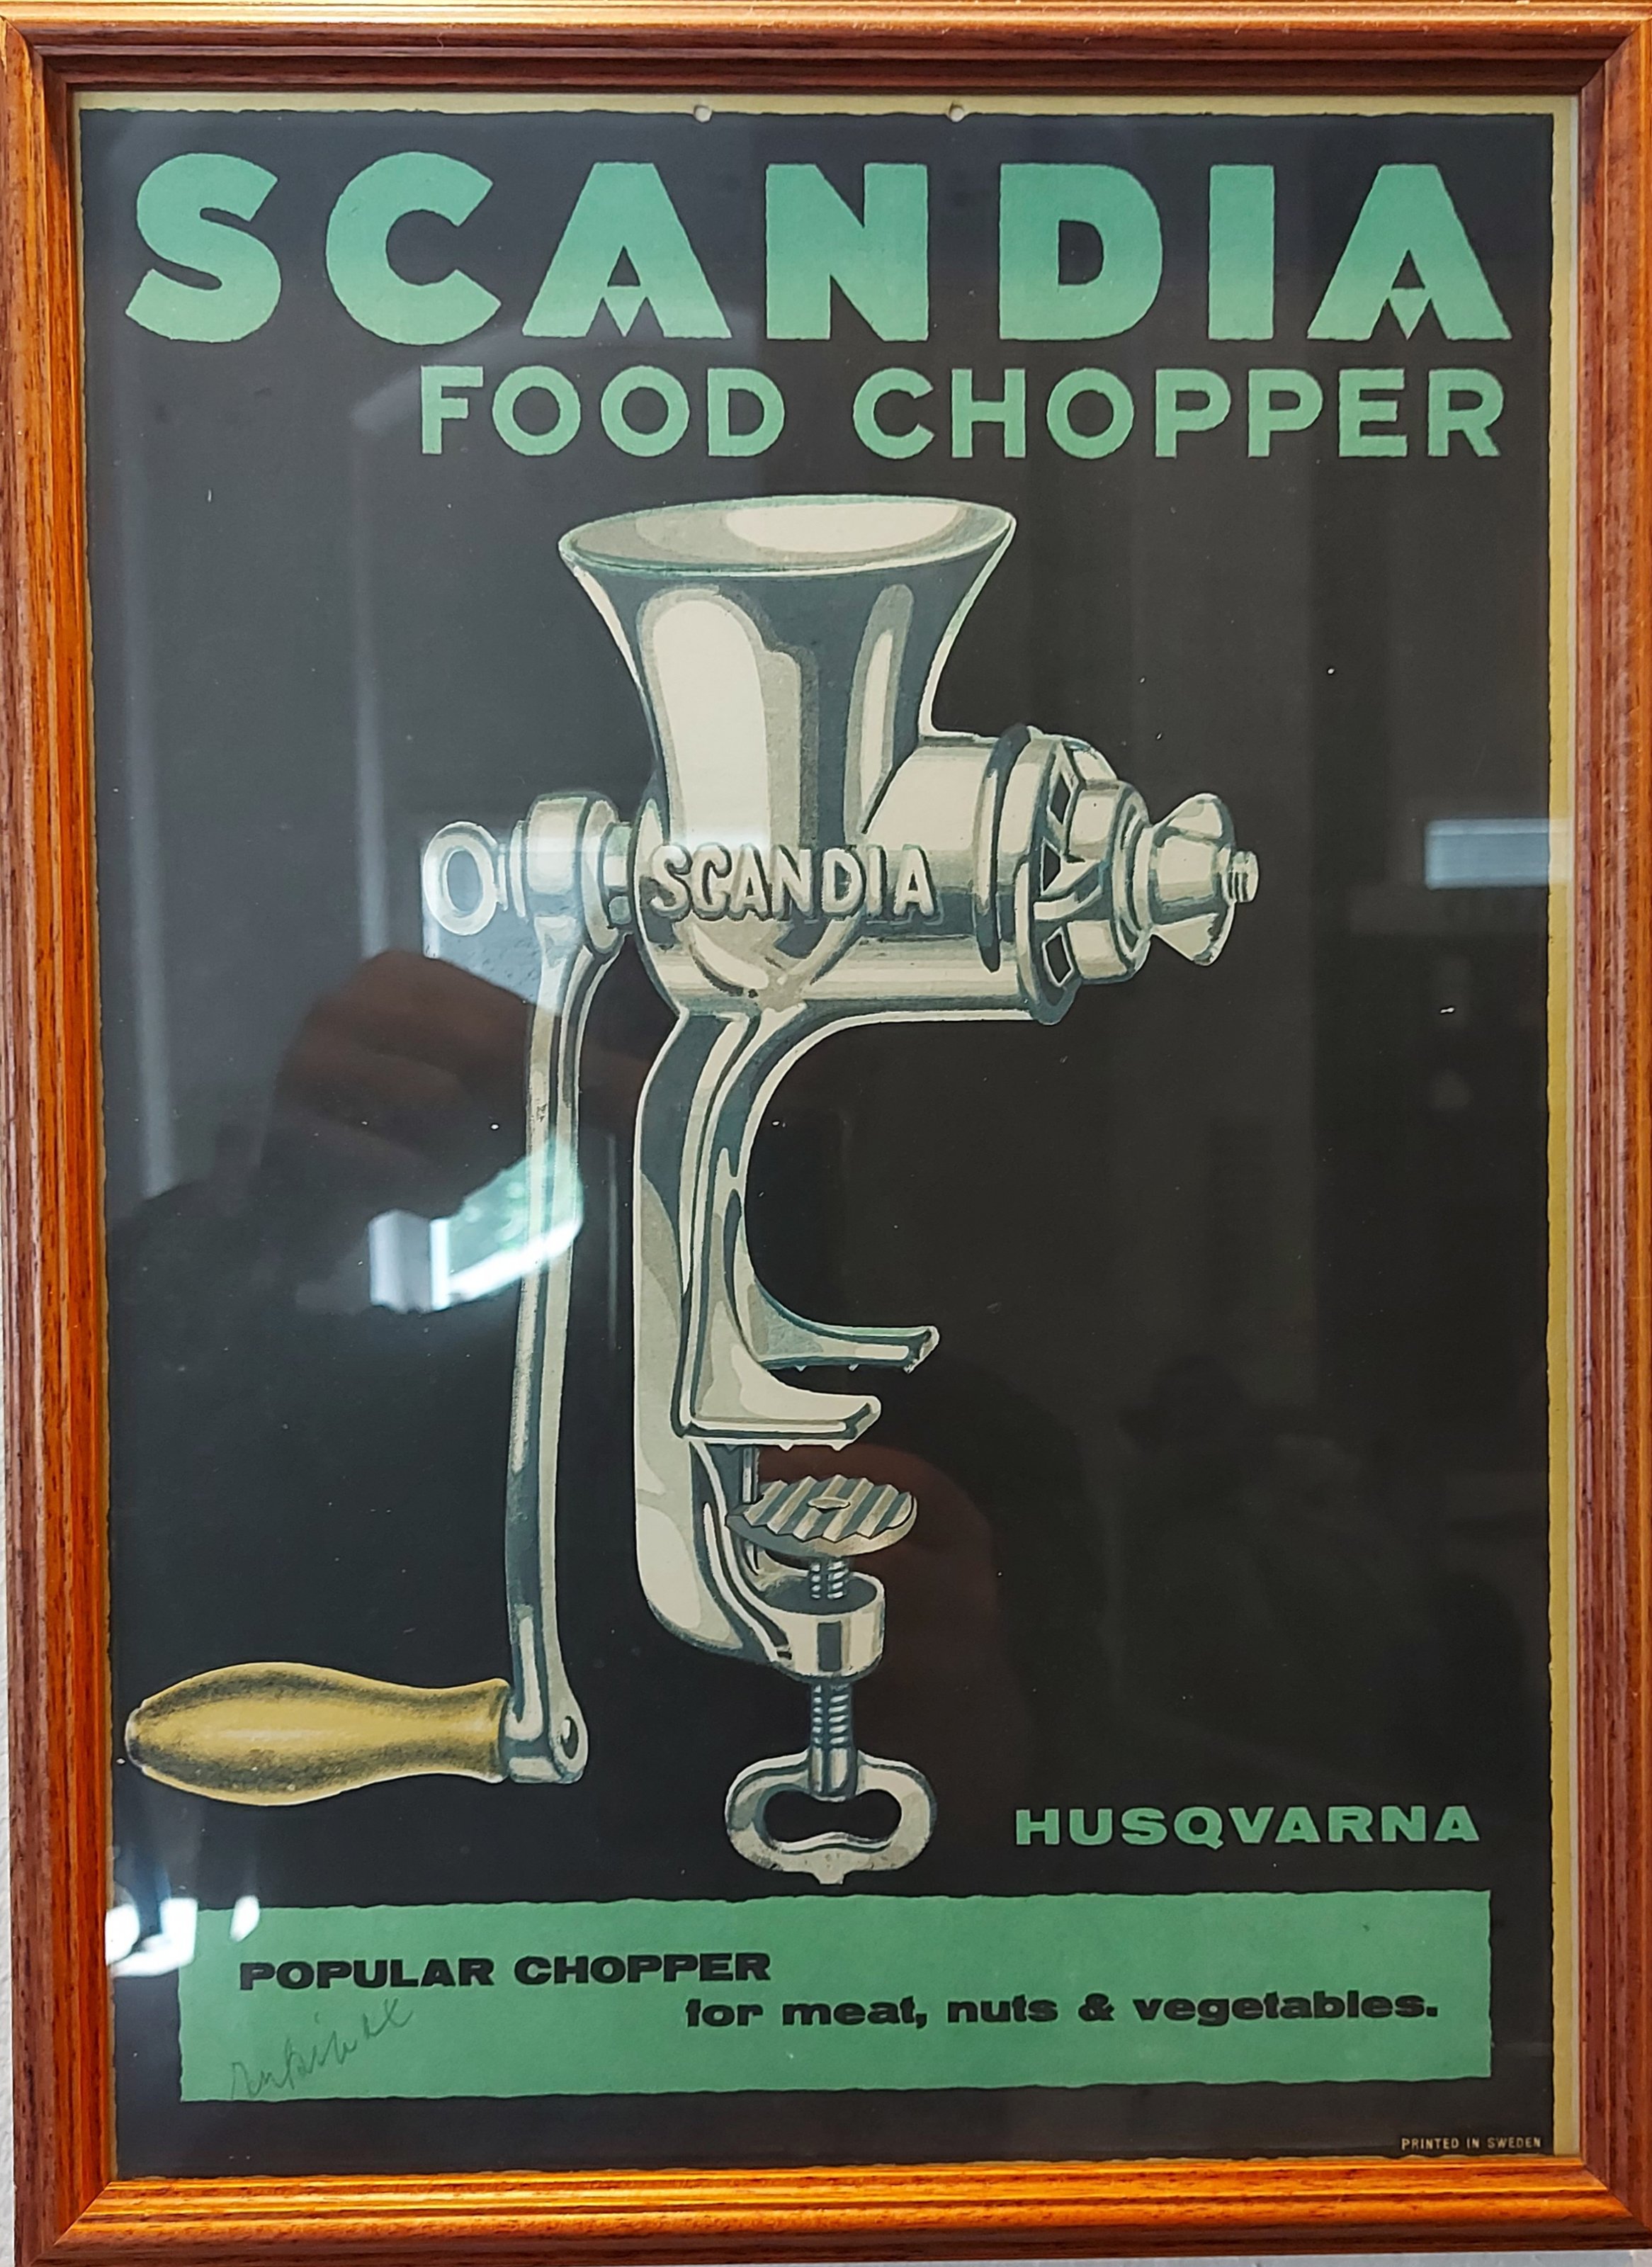 SCANDIA
FOOD CHOPPER
SCANDIA
HUSQVARNA
POPULAR CHOPPER
for meat, nuts & vegetables.
PRINTED IN SWEDEN